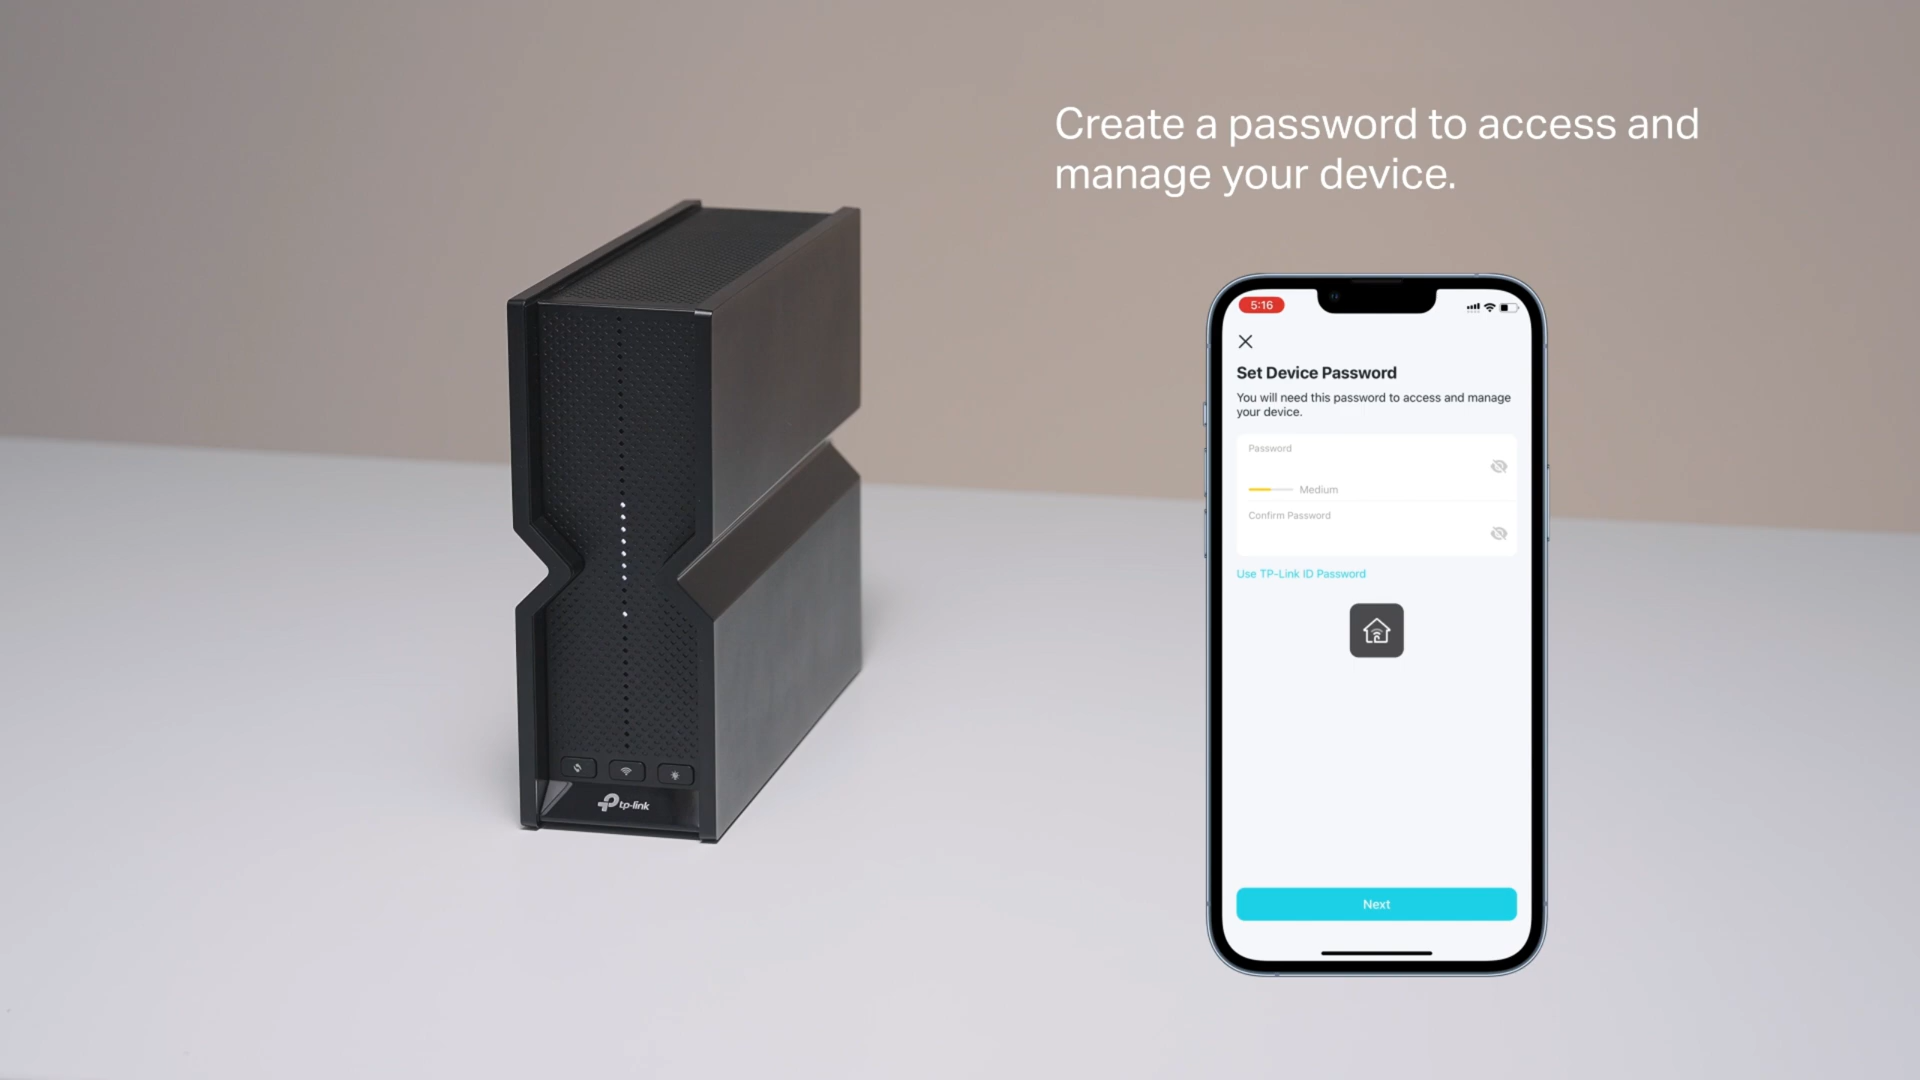 Create a password to access and
manage your device.
5:16
Set Device Password
You will need this password to access and manage
your device.
Password
Medium
Confirm Password
Use TP-Link ID Password
Next
tp-link